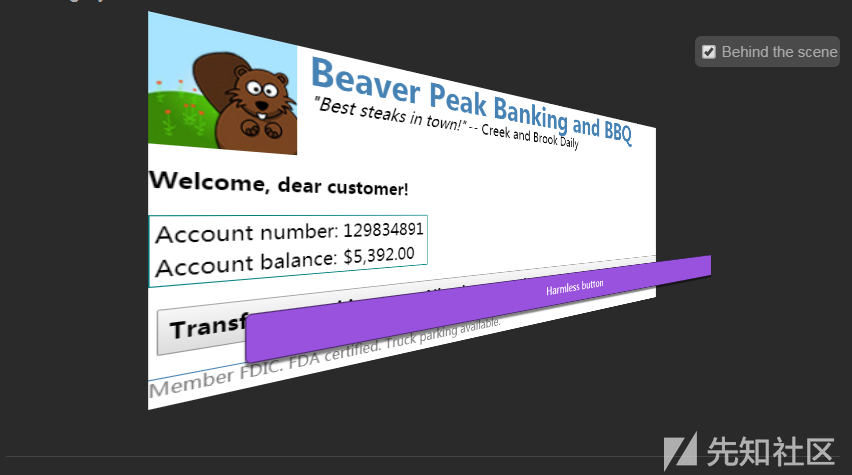 Behind the scene
Beaver Peak Banking and BBQ
"Best steaks in town!" -- Creek and Brook Daily
Welcome, dear customer!
Account number: 129834891
Account balance: $5,392.00
Harmless button
Member FDIC. FDA certified. Truck parking available.
先知社区